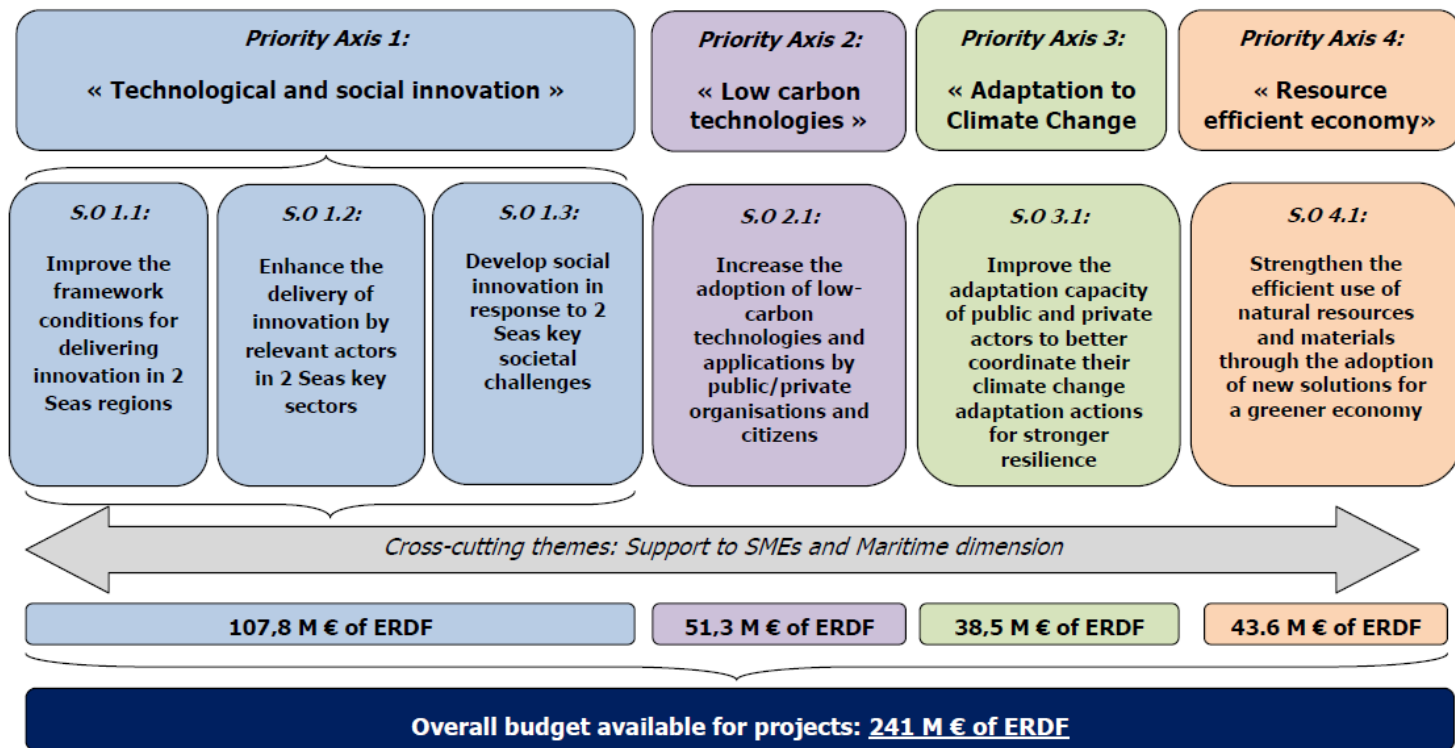 Priority Axis 1:
« Technological and social innovation »
Priority Axis 2:
« Low carbon
technologies »
Priority Axis 3:
« Adaptation to
Climate Change
Priority Axis 4:
« Resource
efficient economy»
S.O 1.1:
Improve the
framework
conditions for
delivering
innovation in 2
Seas regions
S.O 1.2:
Enhance the
delivery of
innovation by
relevant actors
in 2 Seas key
sectors
S.O 1.3:
Develop social
innovation in
response to 2
Seas key
societal
challenges
S.O 2.1:
Increase the
adoption of low-
carbon
technologies and
applications by
public/private
organisations and
citizens
S.O 3.1:
Improve the
adaptation capacity
of public and private
actors to better
coordinate their
climate change
adaptation actions
for stronger
resilience
S.O 4.1:
Strengthen the
efficient use of
natural resources
and materials
through the adoption
of new solutions for
a greener economy
Cross-cutting themes: Support to SMEs and Maritime dimension
107,8 M € of ERDF
51,3 M € of ERDF
38,5 M € of ERDF
43.6 M € of ERDF
Overall budget available for projects: 241 M € of ERDF